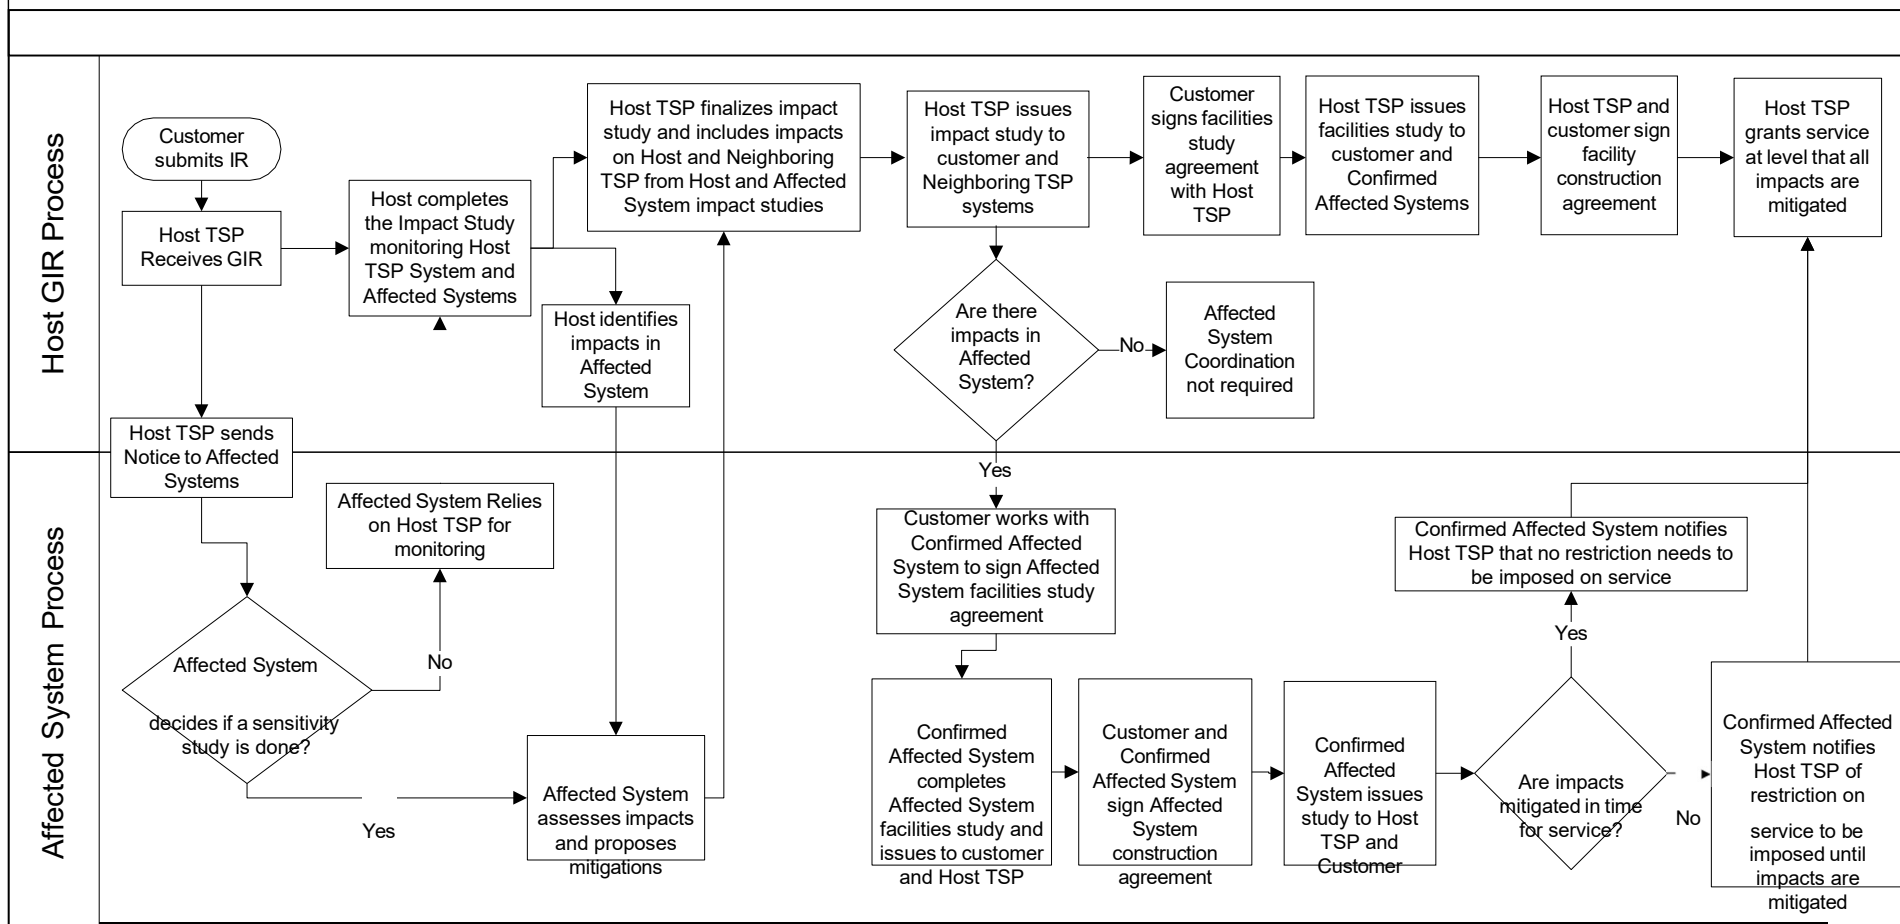 Host GIR Process
Customer
submits IR
Host TSP
Receives GIR
Host completes
the Impact Study
monitoring Host
TSP System and
Affected Systems
Host TSP finalizes impact
study and includes impacts
on Host and Neighboring
TSP from Host and Affected
System impact studies
Host identifies
impacts in
Affected
System
Host TSP issues
impact study to
customer and
Neighboring TSP
systems
Customer
signs facilities
study
agreement
with Host
TSP
Host TSP issues
facilities study to
customer and
Confirmed
Affected Systems
Host TSP and
customer sign
facility
construction
agreement
Host TSP
grants service
at level that all
impacts are
mitigated
Are there
impacts in
Affected
System?
No
Affected
System
Coordination
not required
Host TSP sends
Notice to Affected
Systems
Yes
Affected System Process
Affected System Relies
on Host TSP for
monitoring
Affected System
decides if a sensitivity
study is done?
No
Yes
Affected System
assesses impacts
and proposes
mitigations
Customer works with
Confirmed Affected
System to sign Affected
System facilities study
agreement
Confirmed
Affected System
completes
Affected System
facilities study and
issues to customer
and Host TSP
Customer and
Confirmed
Affected System
sign Affected
System
construction
agreement
Confirmed
Affected
System issues
study to Host
TSP and
Customer
Are impacts
mitigated in time
for service?
Yes
Confirmed Affected System notifies
Host TSP that no restriction needs to
be imposed on service
No
Confirmed Affected
System notifies
Host TSP of
restriction on
service to be
imposed until
impacts are
mitigated